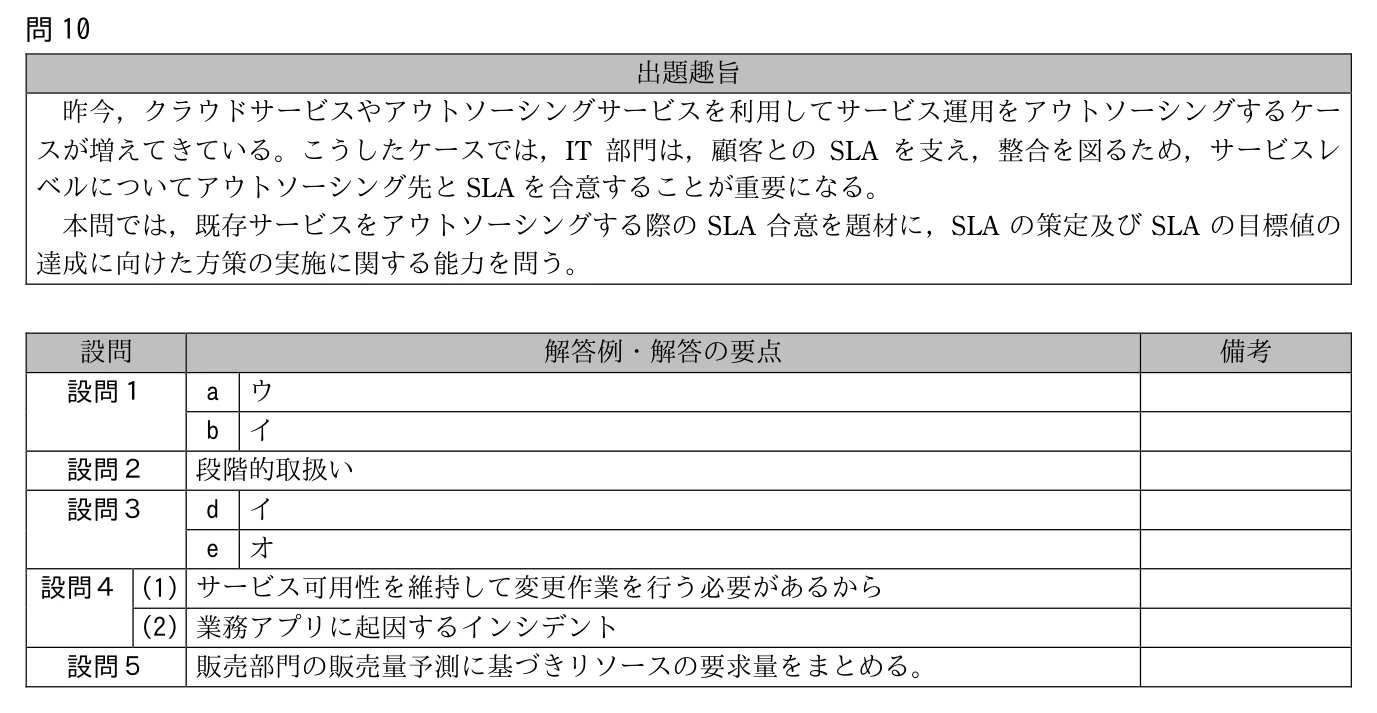 問 10
出題趣旨
昨今，クラウドサービスやアウトソーシングサービスを利用してサービス運用をアウトソーシングするケー
スが増えてきている。こうしたケースでは，IT 部門は，顧客との SLA を支え，整合を図るため，サービスレ
ベルについてアウトソーシング先と SLA を合意することが重要になる。
本問では，既存サービスをアウトソーシングする際の SLA 合意を題材に，SLA の策定及び SLA の目標値の
達成に向けた方策の実施に関する能力を問う。
設問 解答例・解答の要点 備考
設問１ a ウ
b イ
設問２ 段階的取扱い
設問３ d イ
e オ
設問４ (1) サービス可用性を維持して変更作業を行う必要があるから
(2) 業務アプリに起因するインシデント
設問５ 販売部門の販売量予測に基づきリソースの要求量をまとめる。